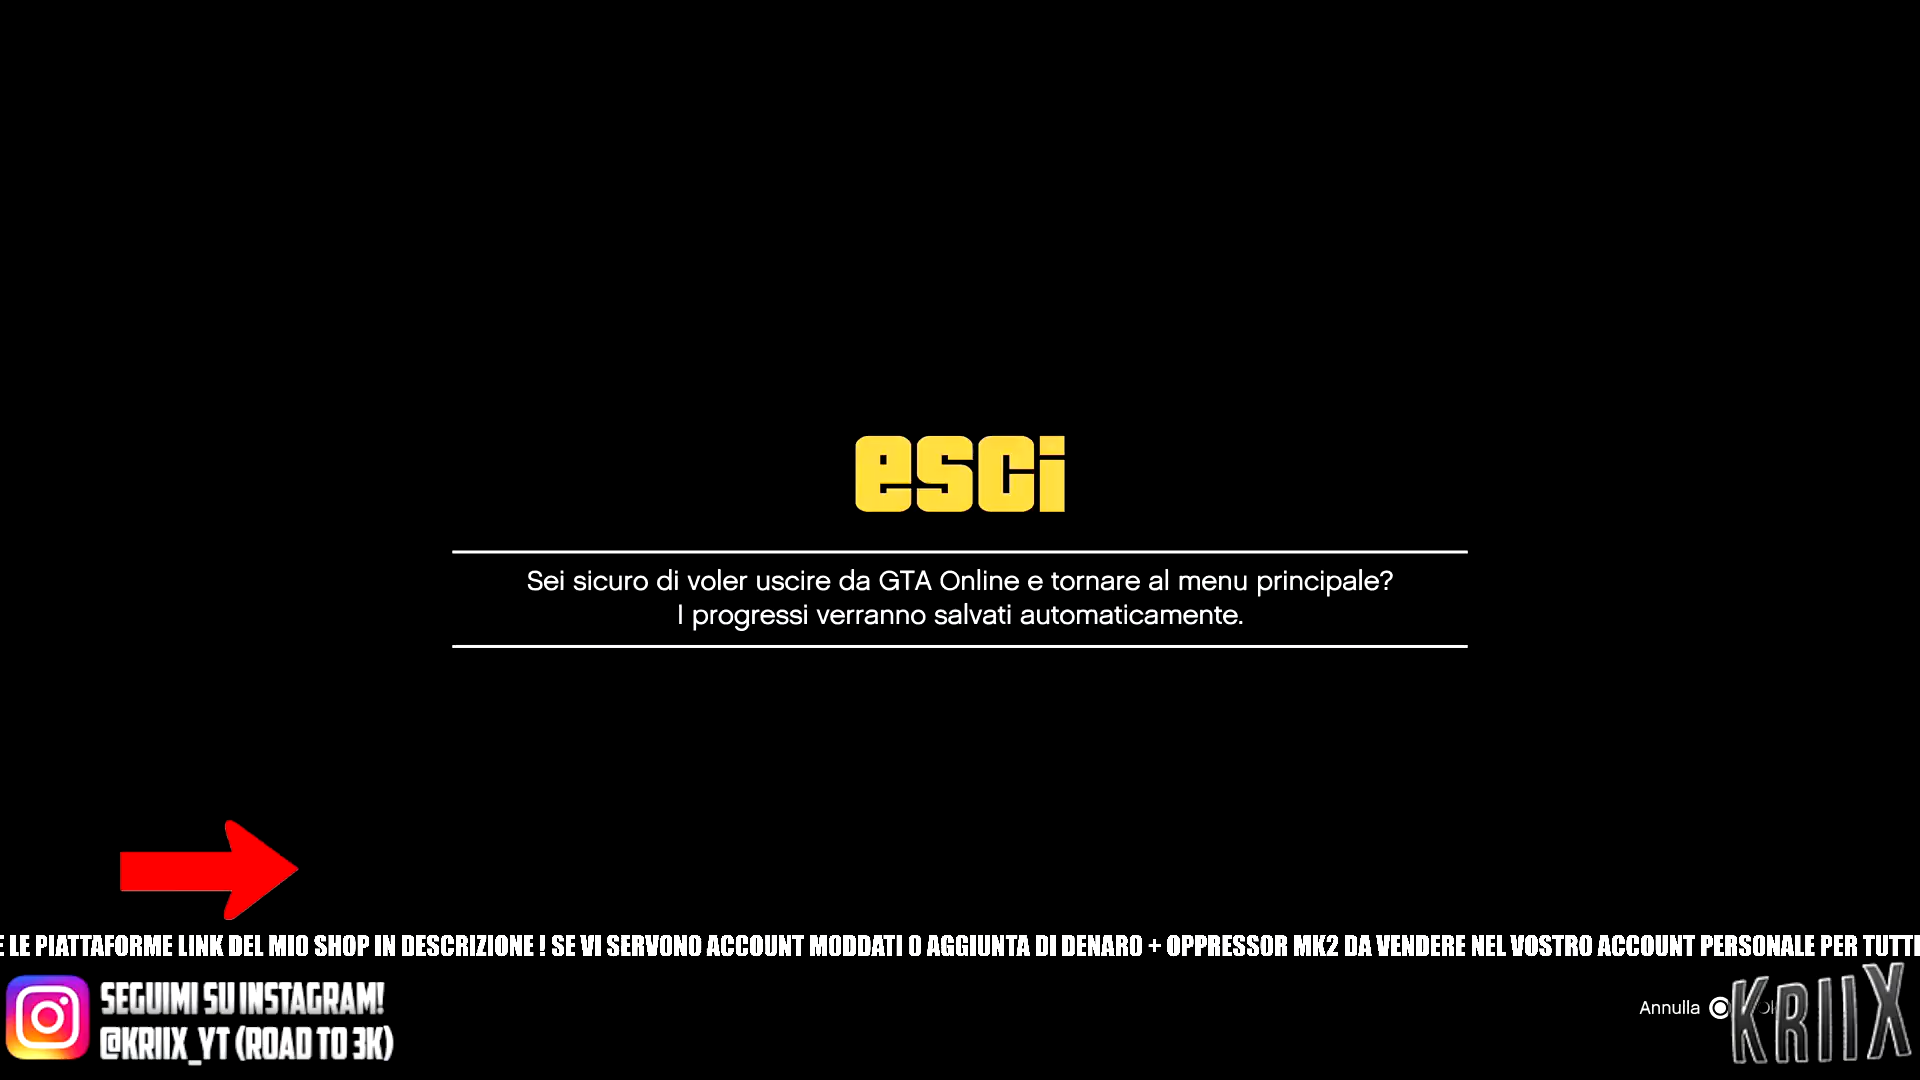 esci
Sei sicuro di voler uscire da GTA Online e tornare al menu principale?
I progressi verranno salvati automaticamente.
E LE PIATTAFORME LINK DEL MIO SHOP IN DESCRIZIONE ! SE VI SERVONO ACCOUNT MODDATI O AGGIUNTA DI DENARO + OPPRESSOR MK2 DA VENDERE NEL VOSTRO ACCOUNT PERSONALE PER TUTTE
SEGUIMI SU INSTAGRAM!
@KRIIX_YT (ROAD TO 3K)
Annulla
KRIIX